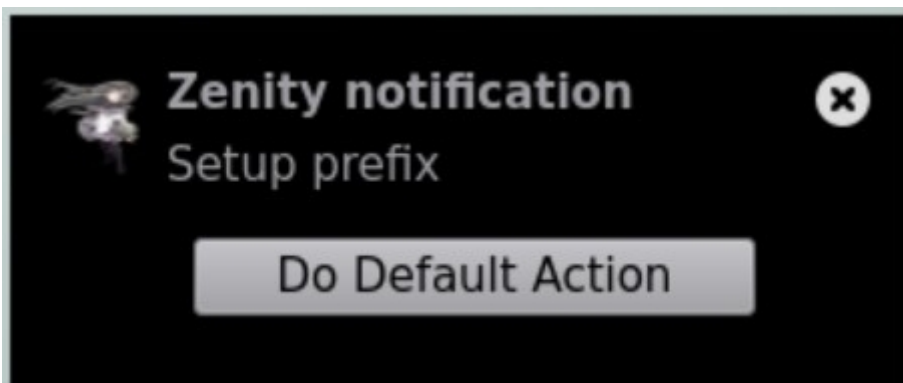 Zenity notification
Setup prefix
Do Default Action